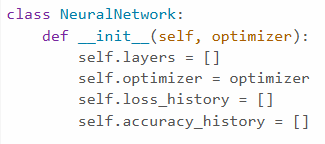 class NeuralNetwork:
    def __init__(self, optimizer):
        self.layers = []
        self.optimizer = optimizer
        self.loss_history = []
        self.accuracy_history = []